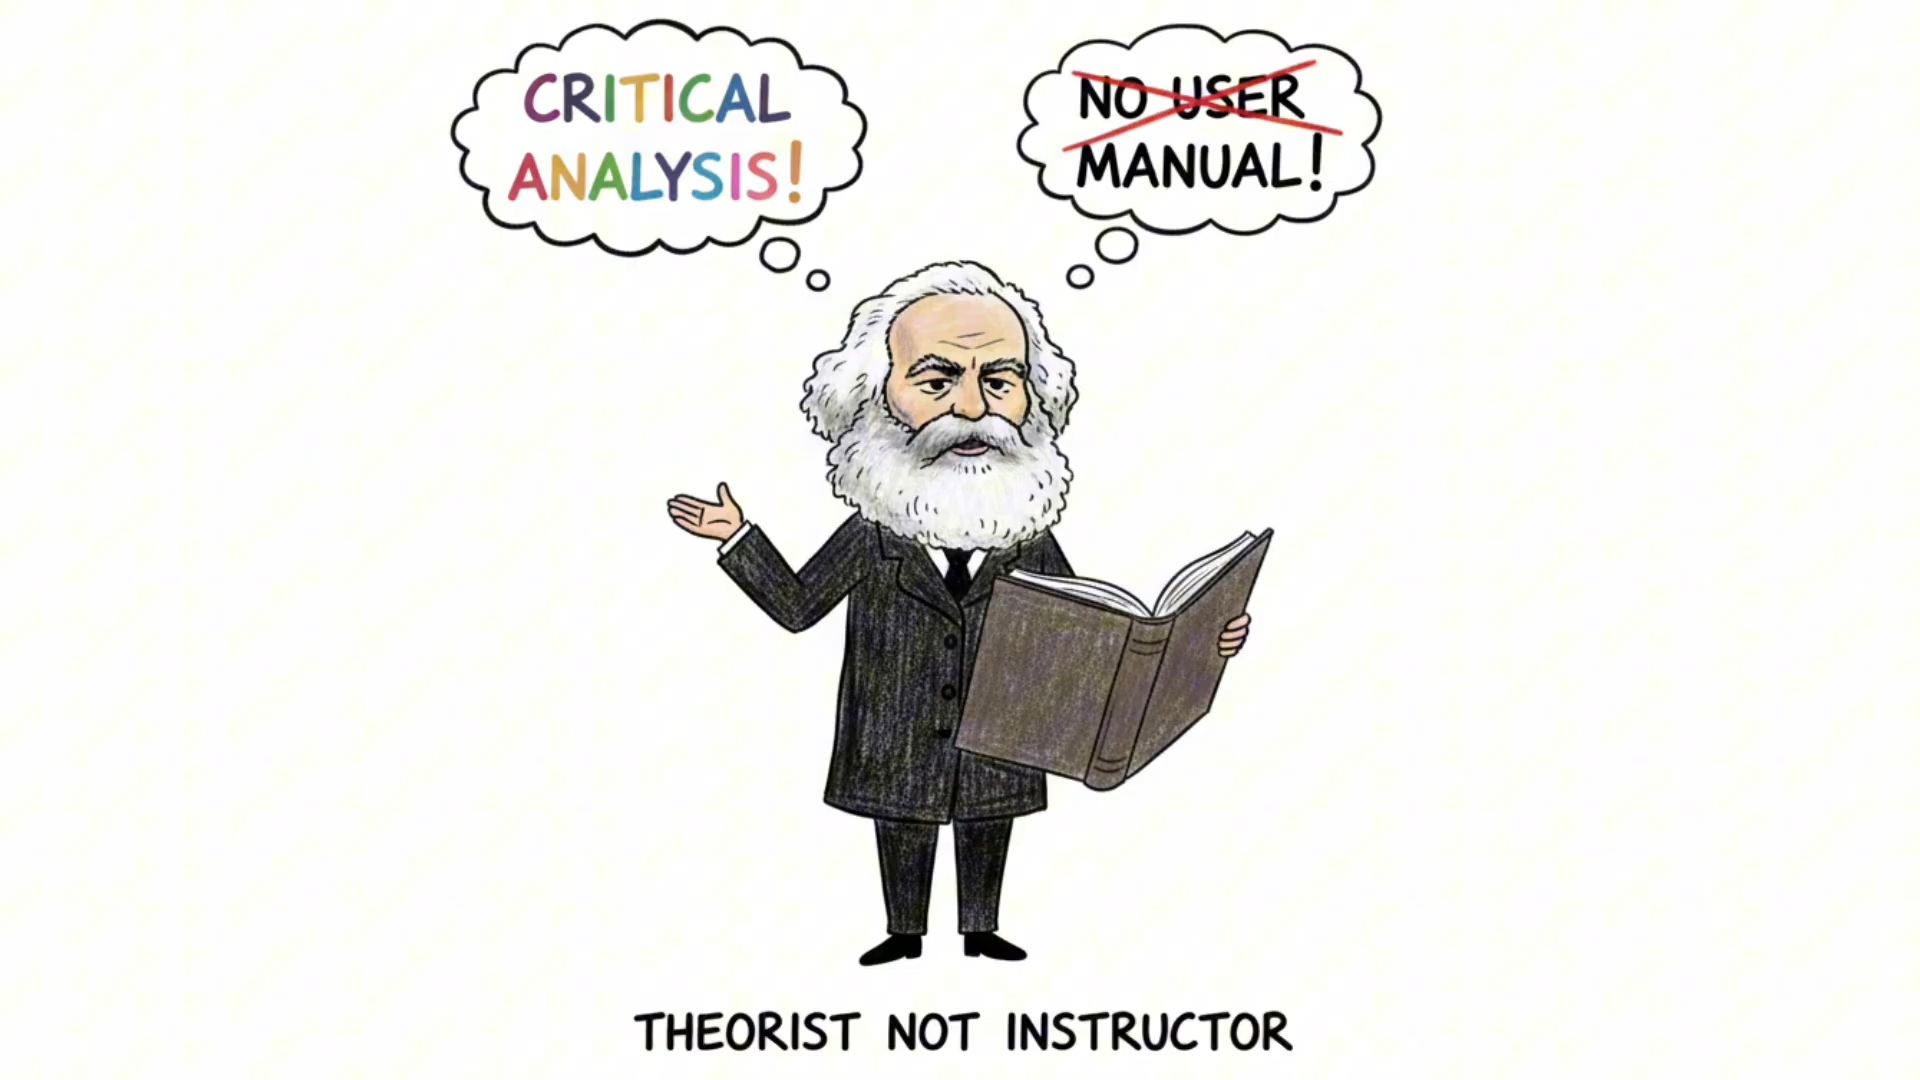 CRITICAL
ANALYSIS!
NO USER
MANUAL!
THEORIST NOT INSTRUCTOR